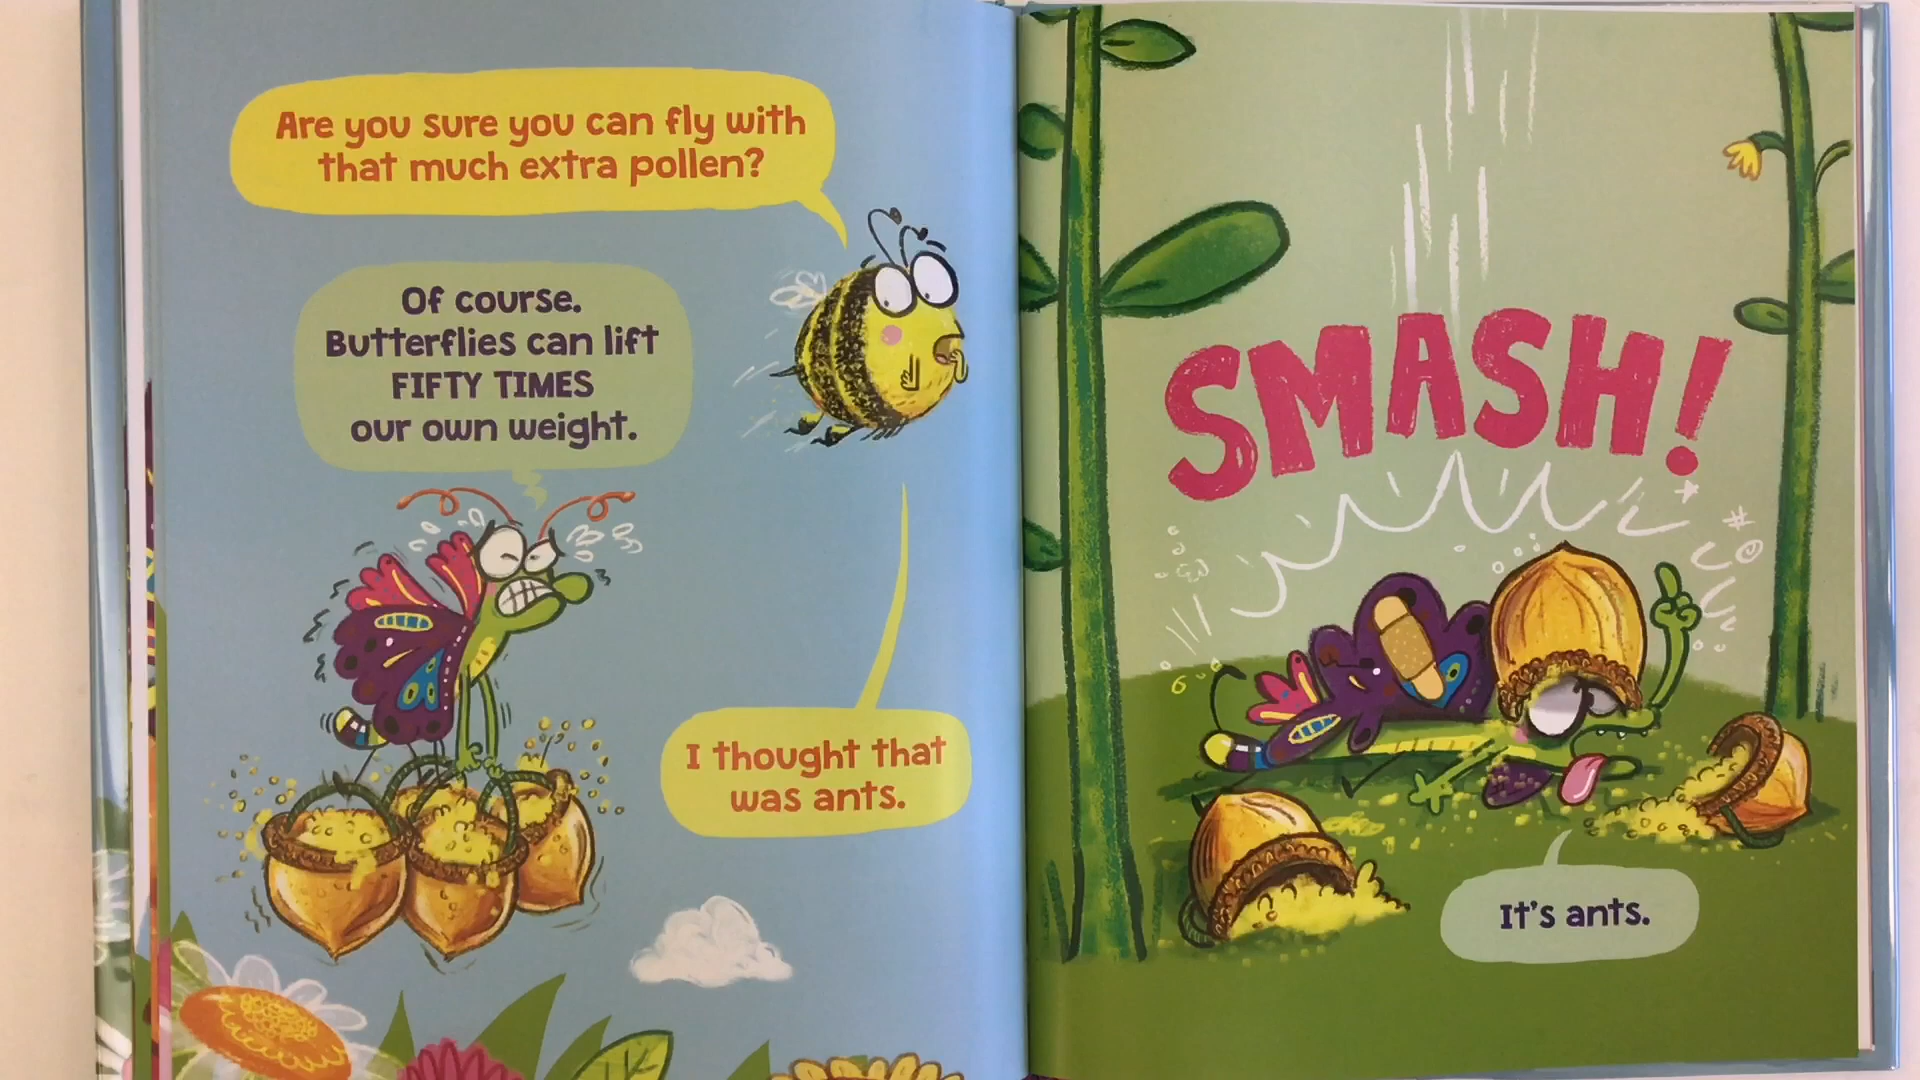 Are you sure you can fly with
that much extra pollen?
Of course.
Butterflies can lift
FIFTY TIMES
our own weight.
I thought that
was ants.
SMASH!
It's ants.